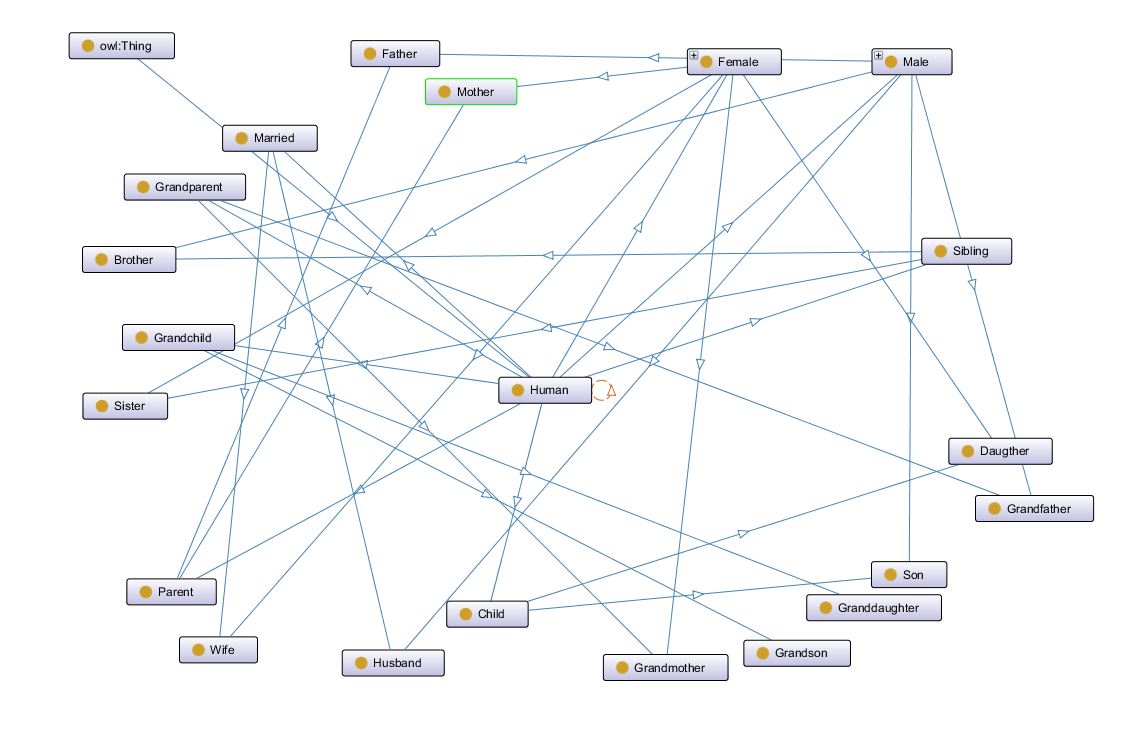 owl:Thing
Father
Female
Male
Mother
Married
Grandparent
Brother
Sibling
Grandchild
Human
Sister
Daugther
Grandfather
Son
Parent
Child
Granddaughter
Wife
Husband
Grandmother
Grandson